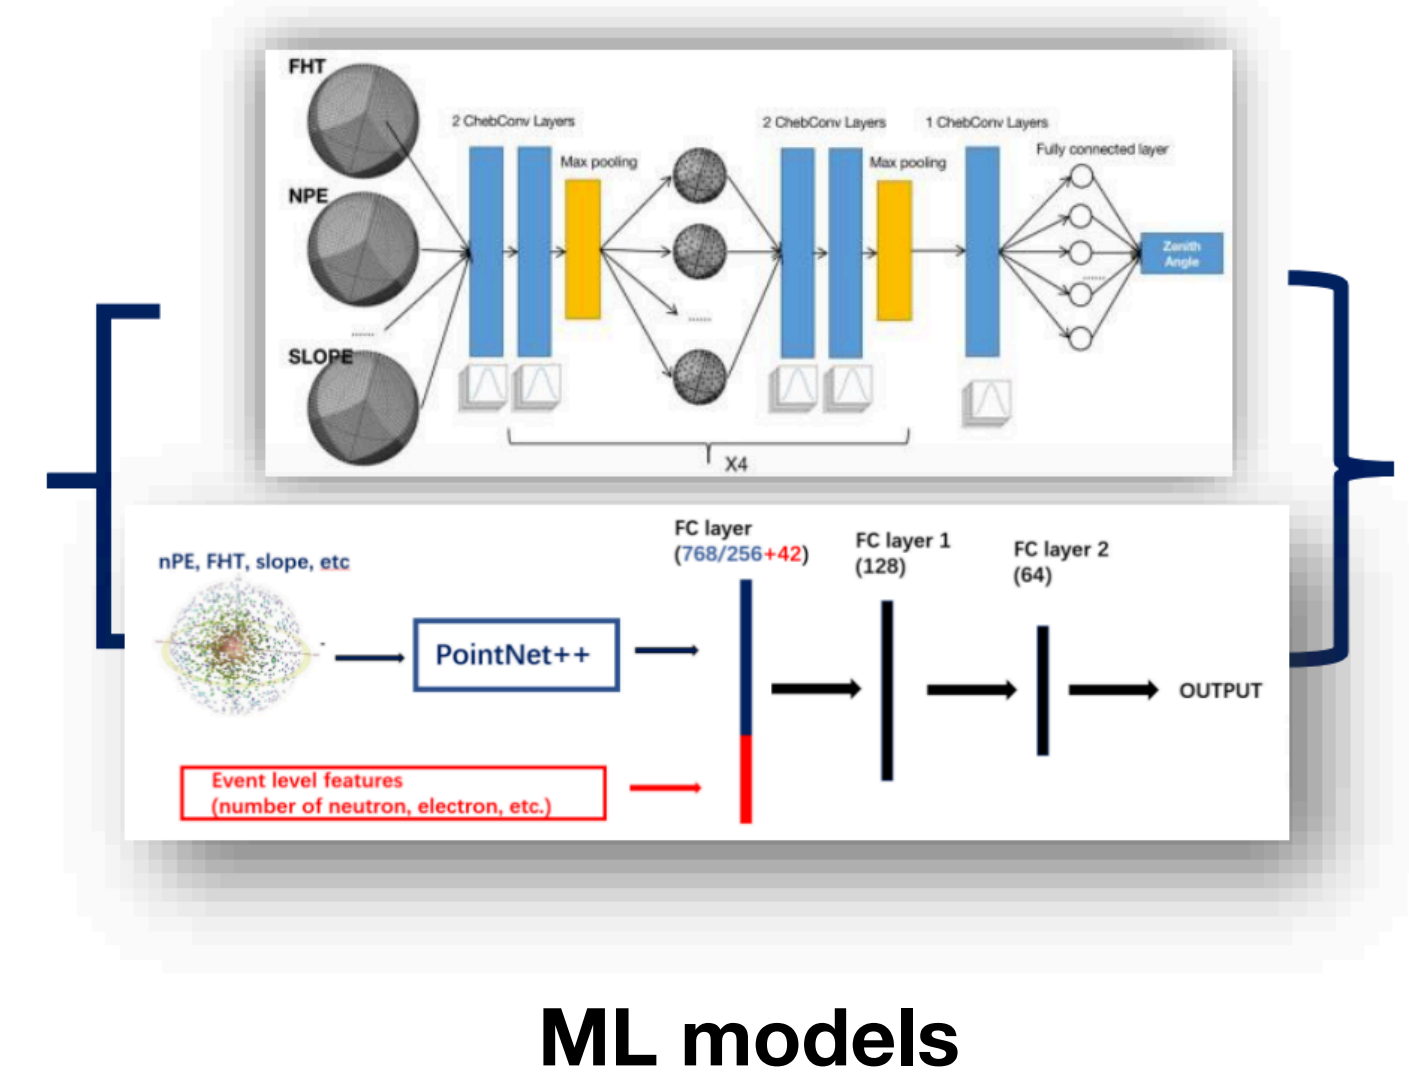 FHT
NPE
......
SLOPE
2 ChebConv Layers
Max pooling
......
2 ChebConv Layers
Max pooling
1 ChebConv Layers
Fully connected layer
......
Zenith
Angle
X4
nPE, FHT, slope, etc
PointNet++
Event level features
(number of neutron, electron, etc.)
FC layer
(768/256+42)
FC layer 1
(128)
FC layer 2
(64)
OUTPUT
ML models